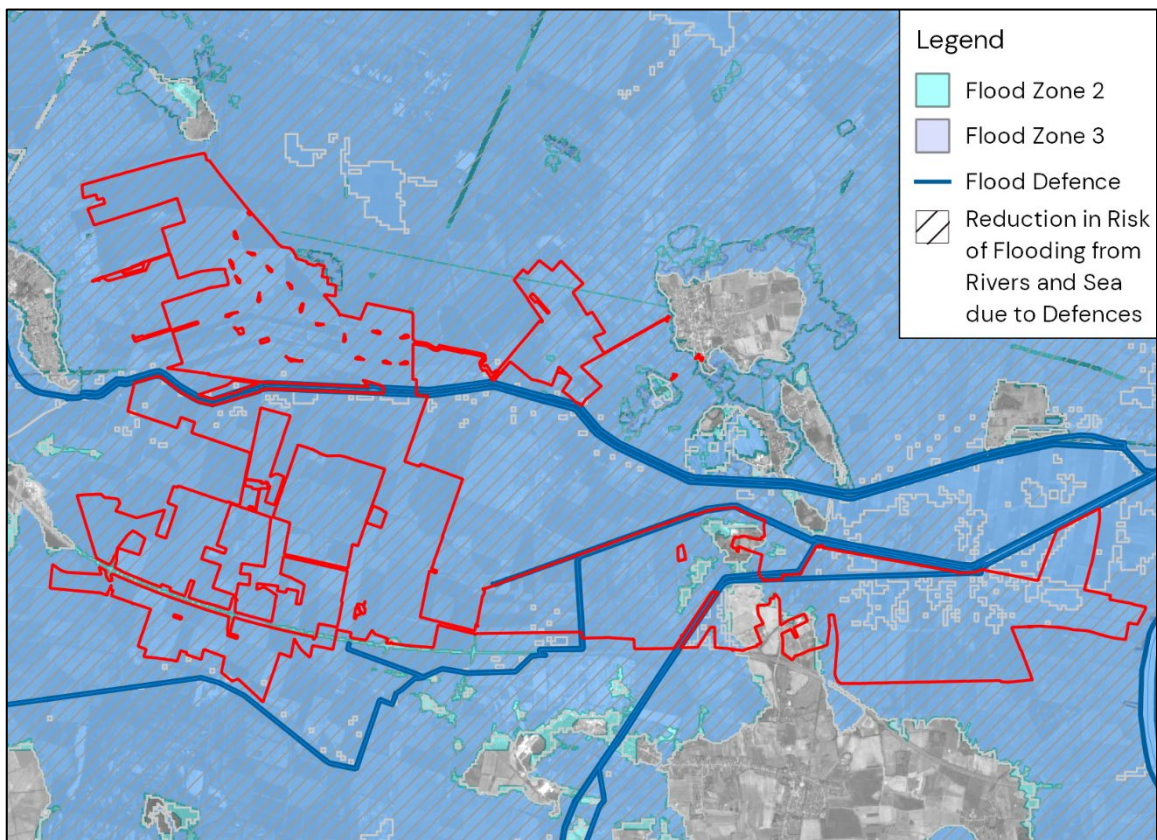 Legend
Flood Zone 2
Flood Zone 3
Flood Defence
Reduction in Risk
of Flooding from
Rivers and Sea
due to Defences